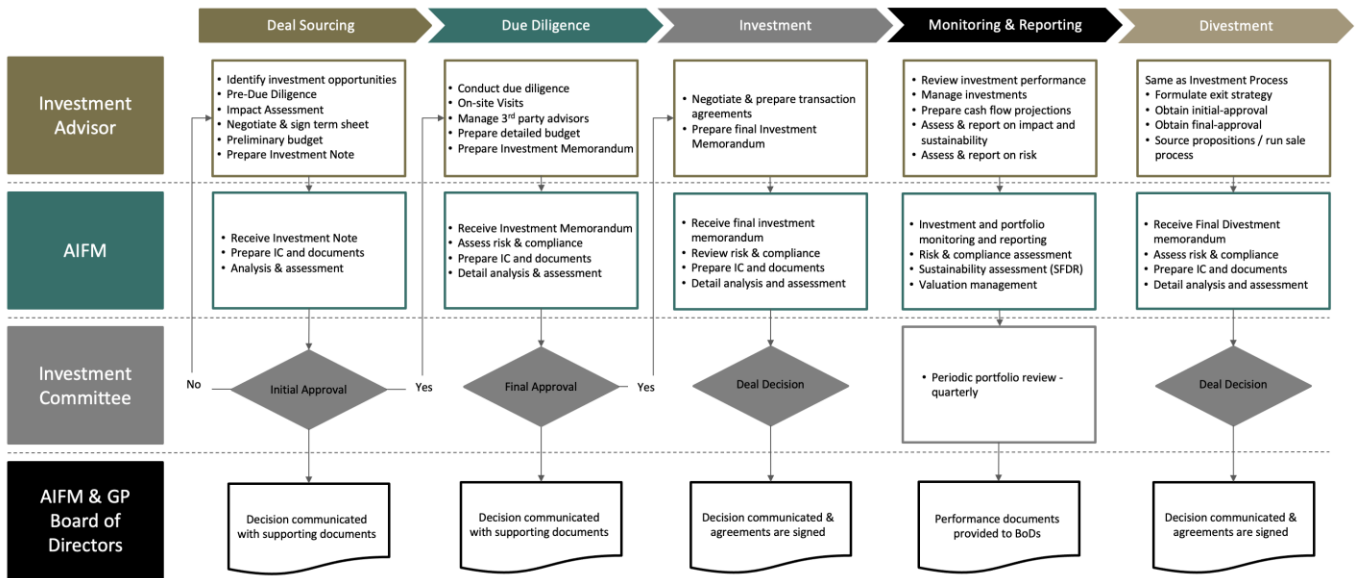 Deal Sourcing
Due Diligence
Investment
Monitoring & Reporting
Divestment
Investment
Advisor
• Identify investment opportunities
• Pre-Due Diligence
• Impact Assessment
• Negotiate & sign term sheet
• Preliminary budget
• Prepare Investment Note
• Conduct due diligence
• On-site Visits
• Manage 3rd party advisors
• Prepare detailed budget
• Prepare Investment Memorandum
• Negotiate & prepare transaction
agreements
• Prepare final Investment
Memorandum
• Review investment performance
• Manage investments
• Prepare cash flow projections
• Assess & report on impact and
sustainability
• Assess & report on risk
Same as Investment Process
• Formulate exit strategy
• Obtain initial-approval
• Obtain final-approval
• Source propositions / run sale
process
AIFM
• Receive Investment Note
• Prepare IC and documents
• Analysis & assessment
• Receive Investment Memorandum
• Assess risk & compliance
• Prepare IC and documents
• Detail analysis & assessment
• Receive final investment
memorandum
• Review risk & compliance
• Prepare IC and documents
• Detail analysis and assessment
• Investment and portfolio
monitoring and reporting
• Risk & compliance assessment
• Sustainability assessment (SFDR)
• Valuation management
• Receive Final Divestment
memorandum
• Assess risk & compliance
• Prepare IC and documents
• Detail analysis and assessment
Investment
Committee
No
Initial Approval
Yes
Final Approval
Yes
Deal Decision
• Periodic portfolio review -
quarterly
Deal Decision
AIFM & GP
Board of
Directors
Decision communicated
with supporting documents
Decision communicated
with supporting documents
Decision communicated &
agreements are signed
Performance documents
provided to BoDs
Decision communicated &
agreements are signed